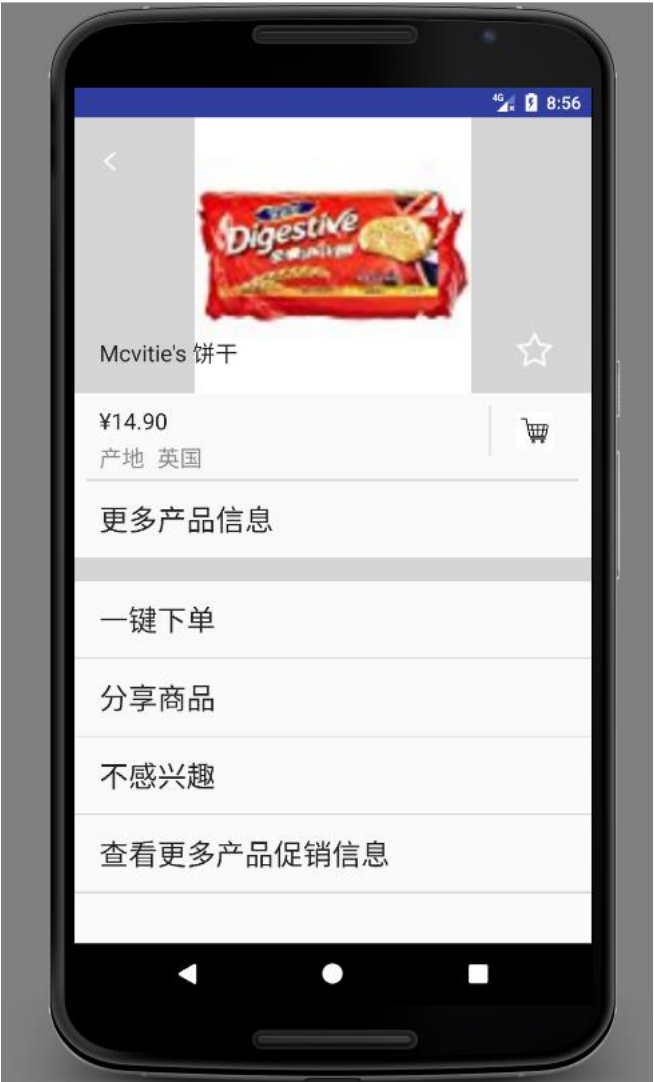 4G 8:56
Digestive
Mcvitie's 饼干
¥14.90
产地 英国
更多产品信息
一键下单
分享商品
不感兴趣
查看更多产品促销信息